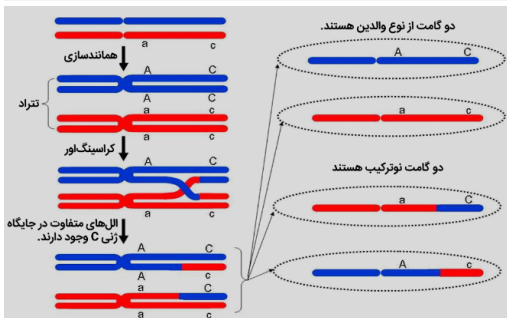 a c
همانندسازی
A C
تتراد
A C
a c
a c
کراسینگ‌اور
A C
a c
الل‌های متفاوت در جایگاه
ژنی C وجود دارند.
A C
A c
a C
a c
دو گامت از نوع والدین هستند.
A C
a c
دو گامت نوترکیب هستند
a C
A c